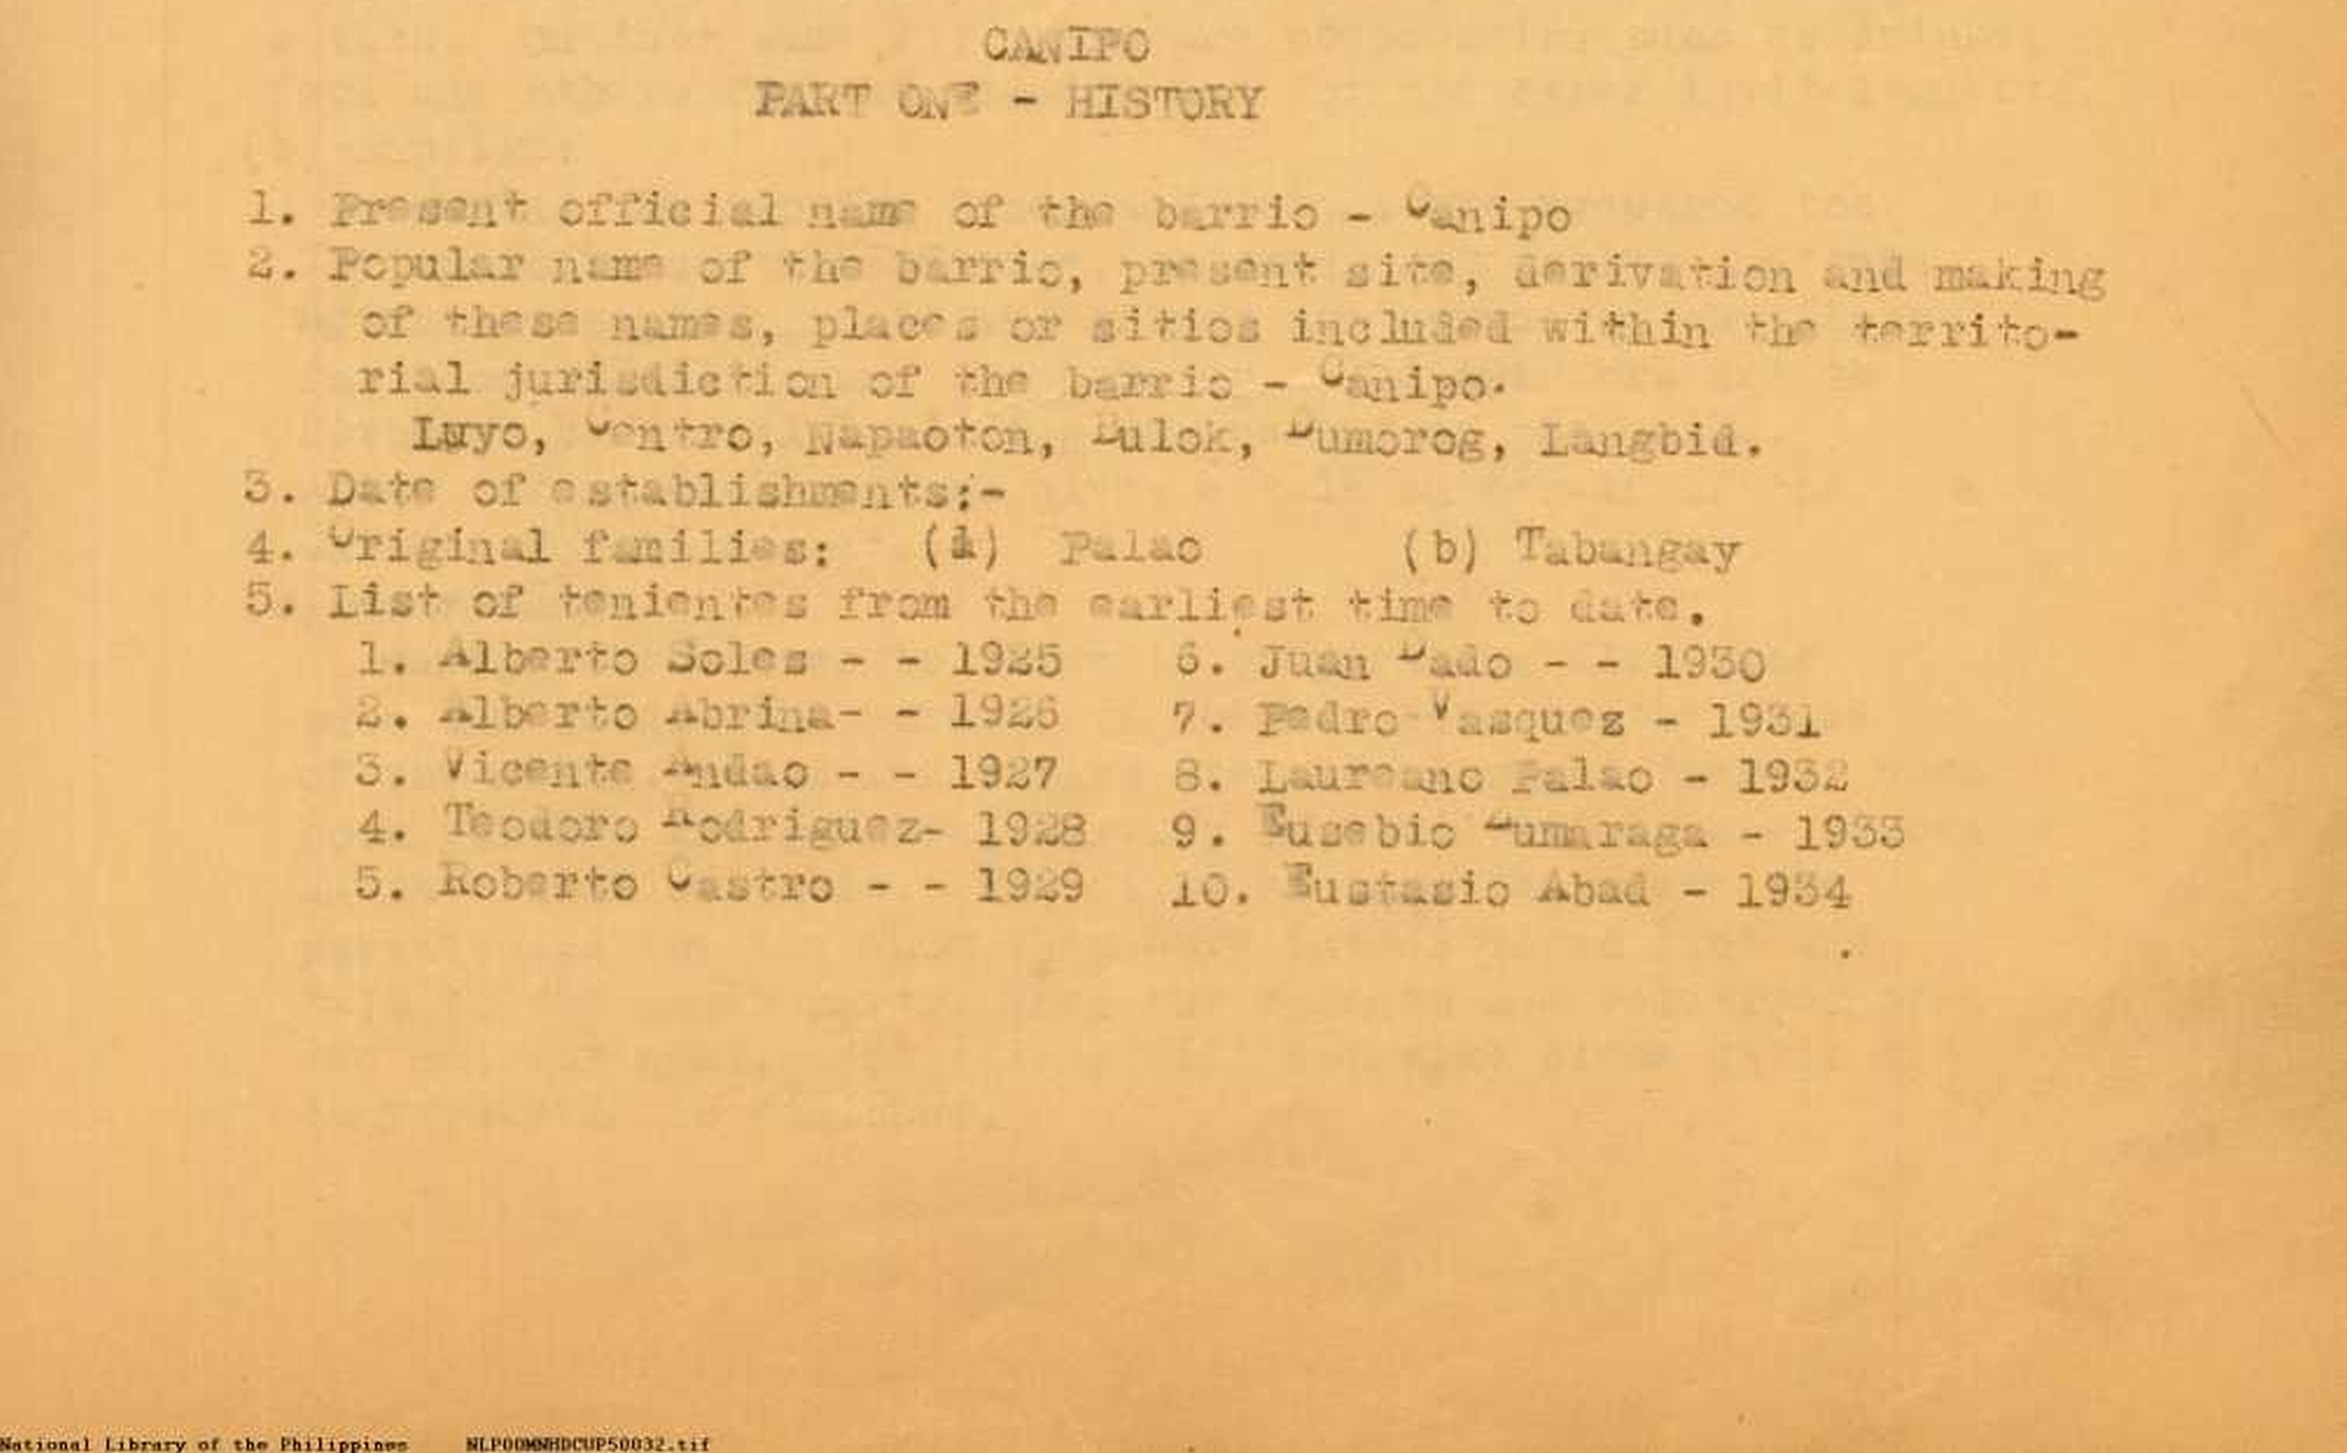 CANIPO
PART ONE - HISTORY
1. Present official name of the barrio - Canipo
2. Popular name of the barrio, present site, derivation and making
of these names, places or sitios included within the territo-
rial jurisdiction of the barrio - Canipo.
Luyo, Centro, Napaoton, Bulok, Dumorog, Langbid.
3. Date of establishments:-
4. Original families: (a) Palao (b) Tabangay
5. List of tenientes from the earliest time to date.
1. Alberto Soles - - 1925 6. Juan Dado - - 1930
2. Alberto Abrina- - 1926 7. Pedro Vasquez - 1931
3. Vicente Andao - - 1927 8. Laureano Palao - 1932
4. Teodoro Rodriguez- 1928 9. Eusebio Dumaraga - 1933
5. Roberto Castro - - 1929 10. Eustasio Abad - 1934
National Library of the Philippines NLPOOMNHDCUP50032.tif